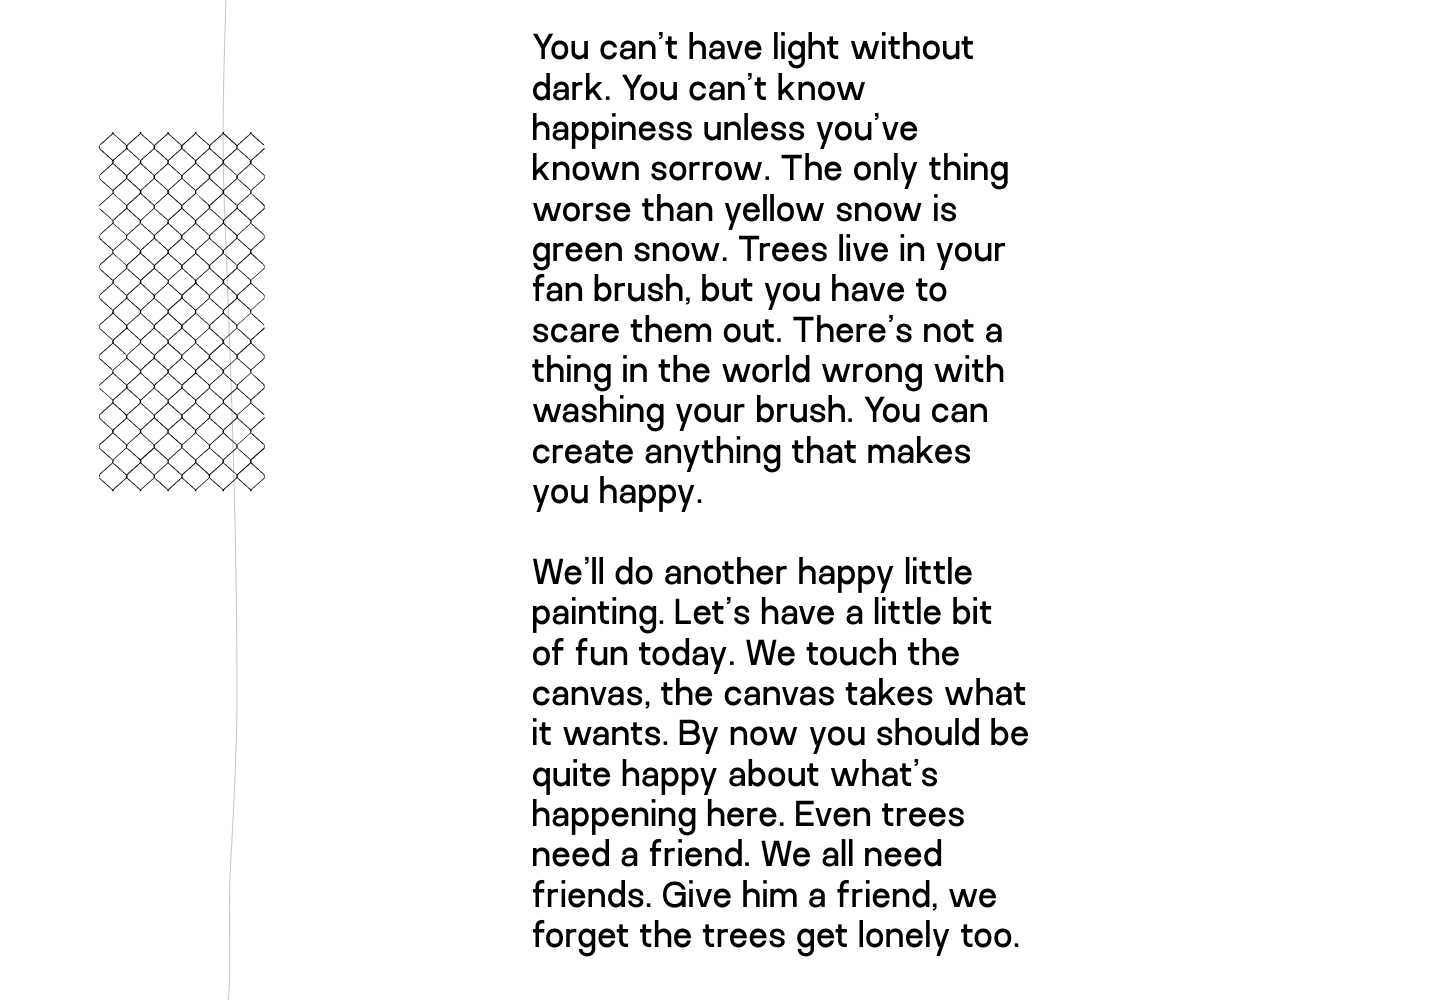 You can’t have light without
dark. You can’t know
happiness unless you’ve
known sorrow. The only thing
worse than yellow snow is
green snow. Trees live in your
fan brush, but you have to
scare them out. There’s not a
thing in the world wrong with
washing your brush. You can
create anything that makes
you happy.

We’ll do another happy little
painting. Let’s have a little bit
of fun today. We touch the
canvas, the canvas takes what
it wants. By now you should be
quite happy about what’s
happening here. Even trees
need a friend. We all need
friends. Give him a friend, we
forget the trees get lonely too.